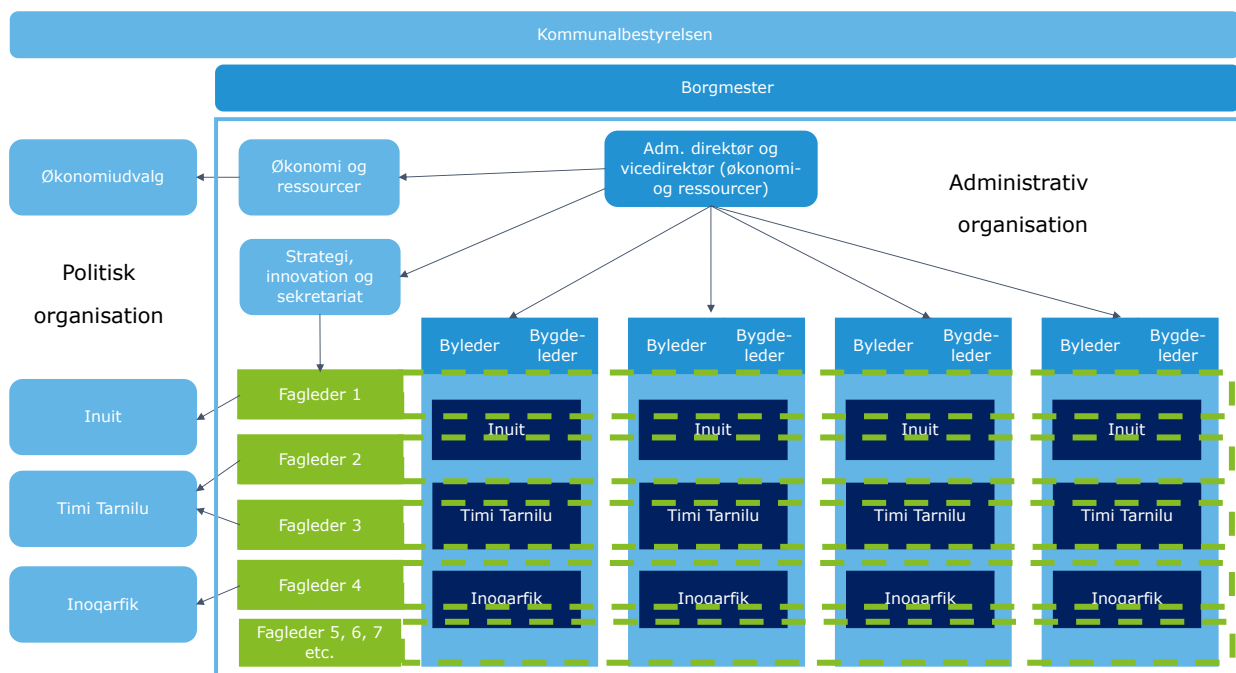 Kommunalbestyrelsen
Borgmester
Økonomiudvalg
Økonomi og
ressourcer
Adm. direktør og
vicedirektør (økonomi-
og ressourcer)
Administrativ
organisation
Strategi,
innovation og
sekretariat
Politisk
organisation
Byleder
Bygde-
leder
Byleder
Bygde-
leder
Byleder
Bygde-
leder
Byleder
Bygde-
leder
Inuit
Fagleder 1
Inuit
Inuit
Inuit
Inuit
Fagleder 2
Timi Tarnilu
Fagleder 3
Timi Tarnilu
Timi Tarnilu
Timi Tarnilu
Timi Tarnilu
Inoqarfik
Fagleder 4
Inoqarfik
Inoqarfik
Inoqarfik
Inoqarfik
Fagleder 5, 6, 7
etc.